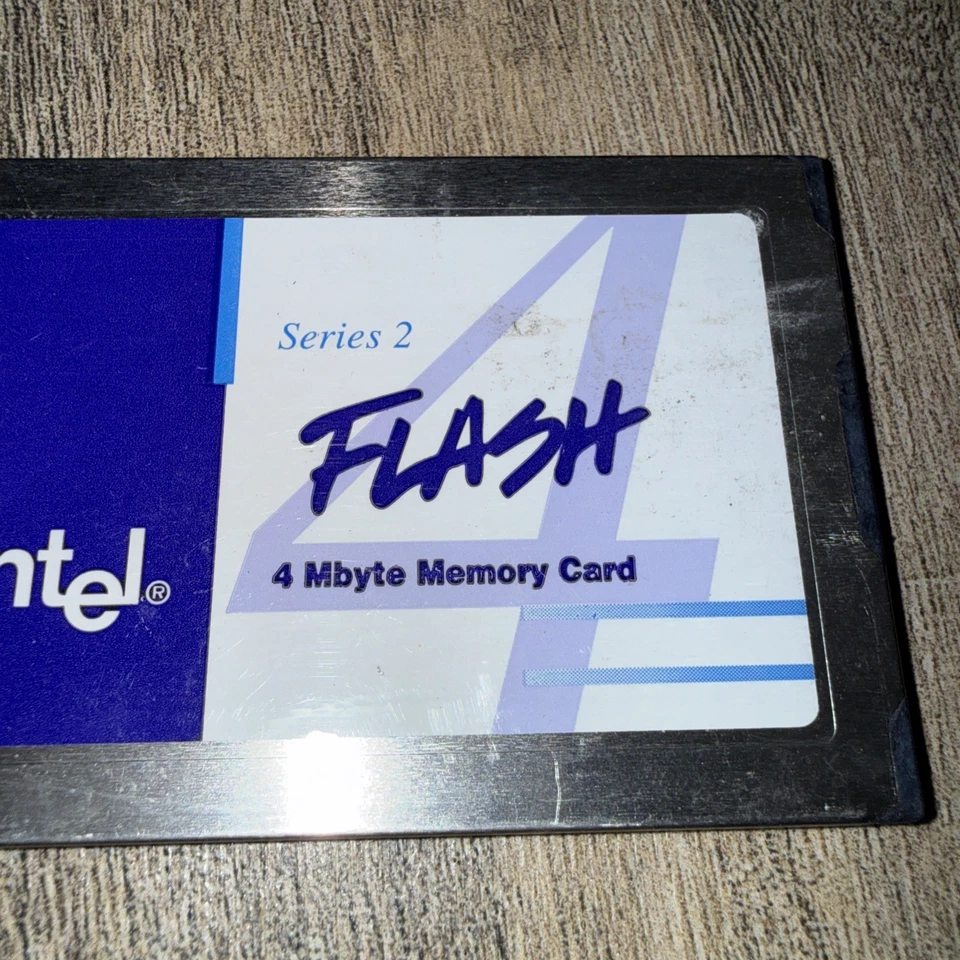 Series 2
FLASH
ntel®
4 Mbyte Memory Card